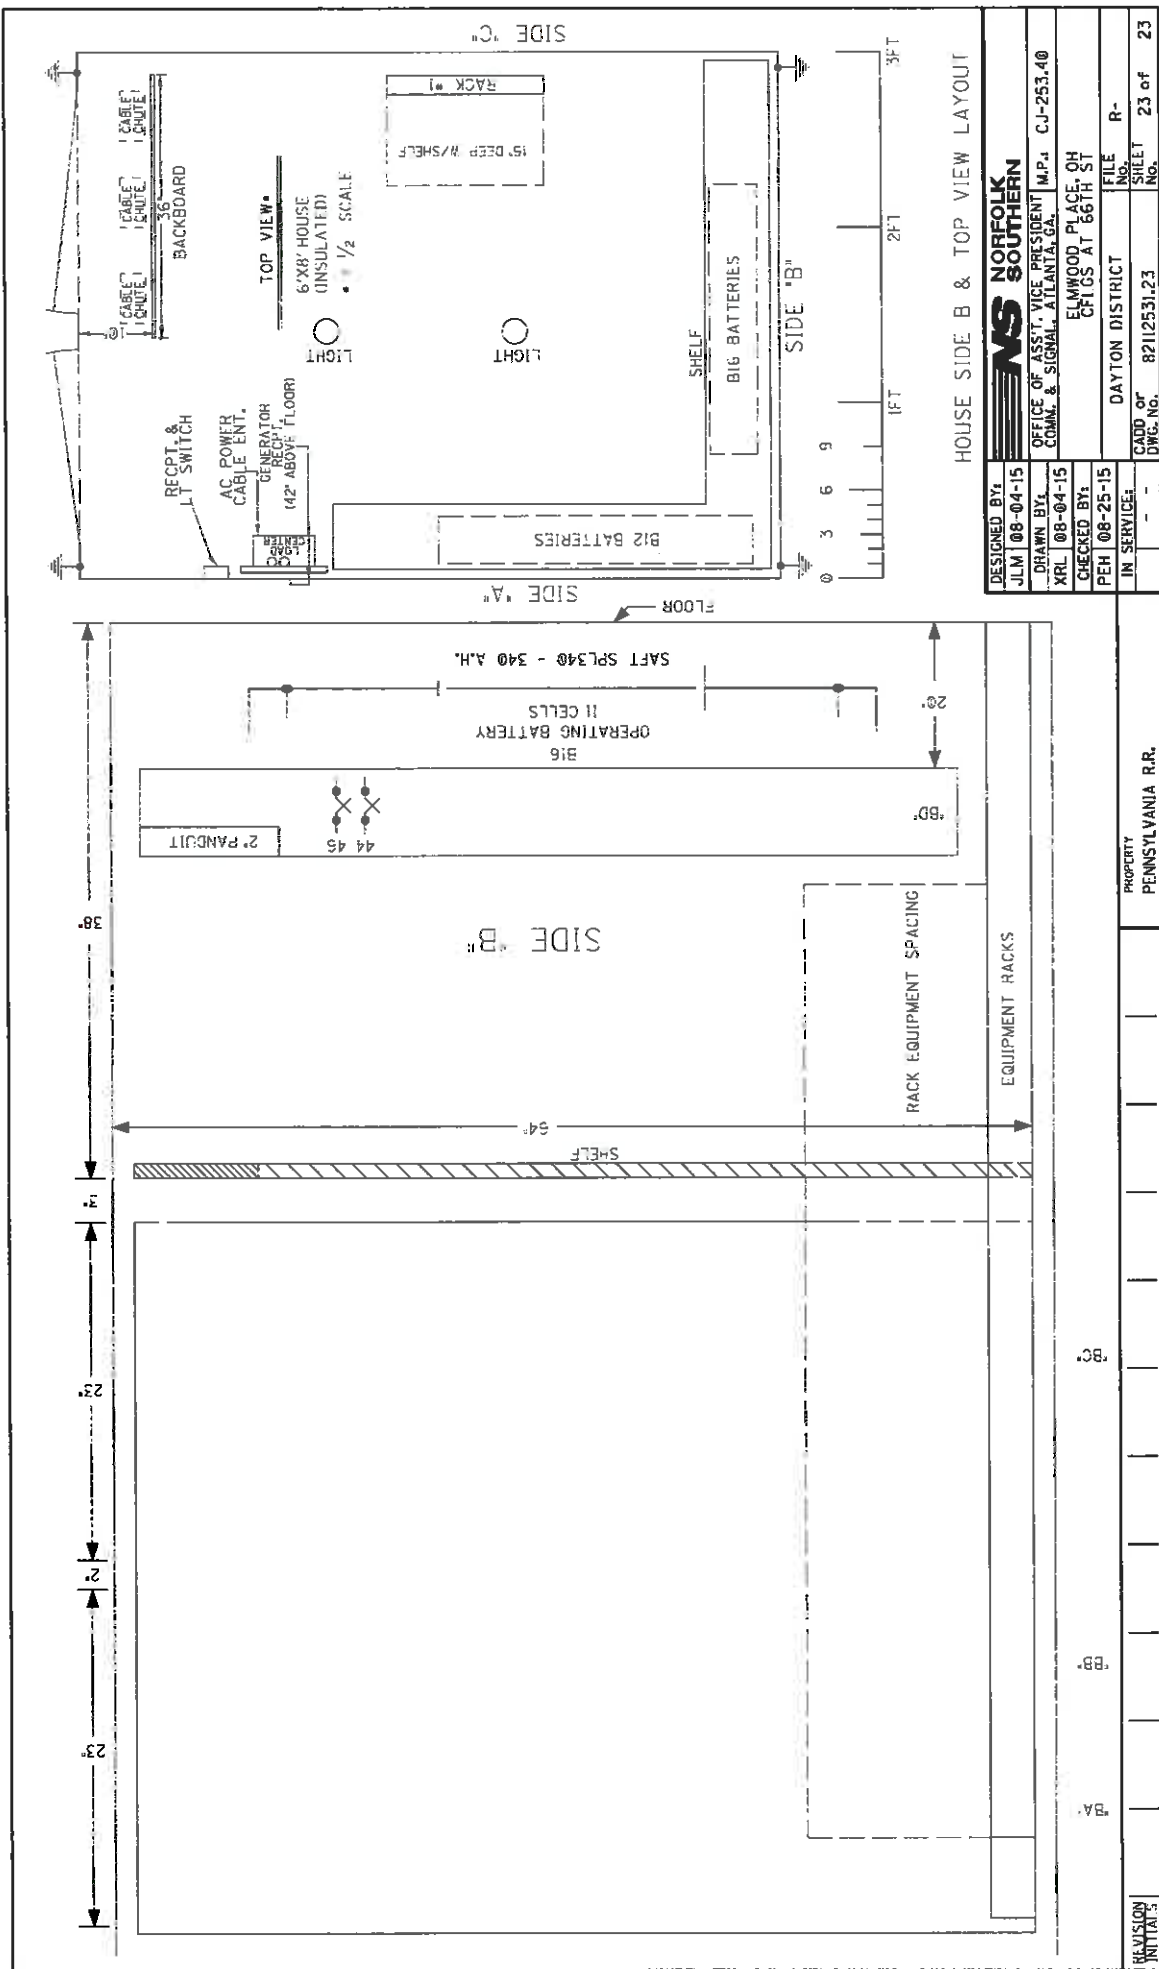 SIDE "C"
RACK #1
15" DEEP W/SHELF
CABLE CHUTE
CABLE CHUTE
CABLE CHUTE
36"
BACKBOARD
10"
TOP VIEW:
6'X8' HOUSE
(INSULATED)
1/2 SCALE
LIGHT
LIGHT
RECPT. &
T SWITCH
AC POWER
CABLE ENT.
GENERATOR
RECPT.
(42" ABOVE FLOOR)
LOAD
CENTER
SHELF
BIG BATTERIES
SIDE "B"
B12 BATTERIES
SIDE "A"
0 3 6 9 1FT 2FT 3FT
HOUSE SIDE B & TOP VIEW LAYOUT
FLOOR
SAFT SPL340 - 340 A.H.
11 CELLS
OPERATING BATTERY
B16
20"
2" PANDUIT
45 44
"BD"
38"
SIDE "B"
RACK EQUIPMENT SPACING
EQUIPMENT RACKS
64"
SHELF
3"
23"
2"
23"
"BC"
"BB"
"BA"
DESIGNED BY:
JLM 08-04-15
DRAWN BY:
XRL 08-04-15
CHECKED BY:
PEH 08-25-15
IN SERVICE:
- -
NS NORFOLK
SOUTHERN
OFFICE OF ASS'T. VICE PRESIDENT
COMM. & SIGNAL, ATLANTA, GA.
M.P.: CJ-253.40
ELMWOOD PLACE, OH
CFLGS AT 66TH ST
DAYTON DISTRICT
FILE NO. R-
CADD or DWG. No. 82112531.23
SHEET No. 23 of 23
PROPERTY
PENNSYLVANIA R.R.
REVISION
INITIALS